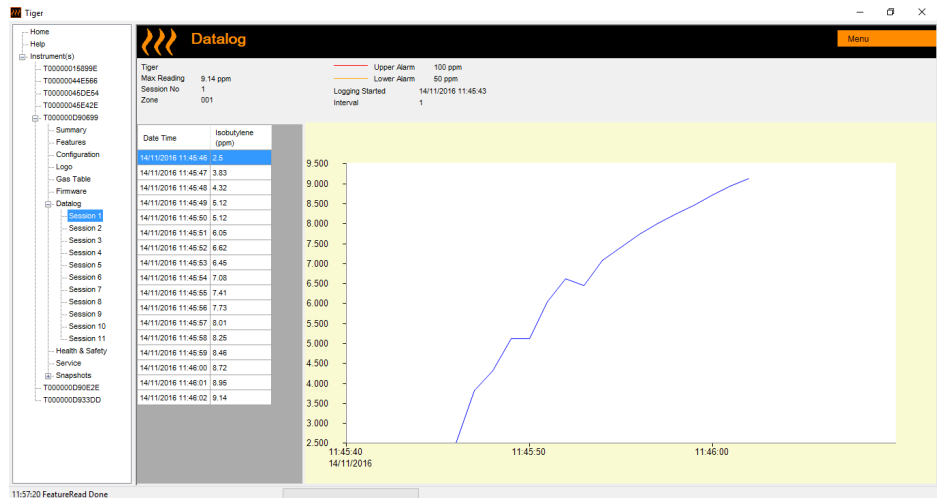 Tiger
Home
Help
Instrument(s)
T00000015899E
T00000044E566
T00000045DE54
T00000045E42E
T000000D90699
Summary
Features
Configuration
Logo
Gas Table
Firmware
Datalog
Session 1
Session 2
Session 3
Session 4
Session 5
Session 6
Session 7
Session 8
Session 9
Session 10
Session 11
Health & Safety
Service
Snapshots
T000000D90E2E
T000000D933DD
Datalog
Menu
Tiger
Max Reading 9.14 ppm
Session No 1
Zone 001
Upper Alarm 100 ppm
Lower Alarm 50 ppm
Logging Started 14/11/2016 11:45:43
Interval 1
Date Time Isobutylene (ppm)
14/11/2016 11:45:46 2.5
14/11/2016 11:45:47 3.83
14/11/2016 11:45:48 4.32
14/11/2016 11:45:49 5.12
14/11/2016 11:45:50 5.12
14/11/2016 11:45:51 6.05
14/11/2016 11:45:52 6.62
14/11/2016 11:45:53 6.45
14/11/2016 11:45:54 7.08
14/11/2016 11:45:55 7.41
14/11/2016 11:45:56 7.73
14/11/2016 11:45:57 8.01
14/11/2016 11:45:58 8.25
14/11/2016 11:45:59 8.46
14/11/2016 11:46:00 8.72
14/11/2016 11:46:01 8.95
14/11/2016 11:46:02 9.14
9.500
9.000
8.500
8.000
7.500
7.000
6.500
6.000
5.500
5.000
4.500
4.000
3.500
3.000
2.500
11:45:40 11:45:50 11:46:00
14/11/2016
11:57:20 FeatureRead Done